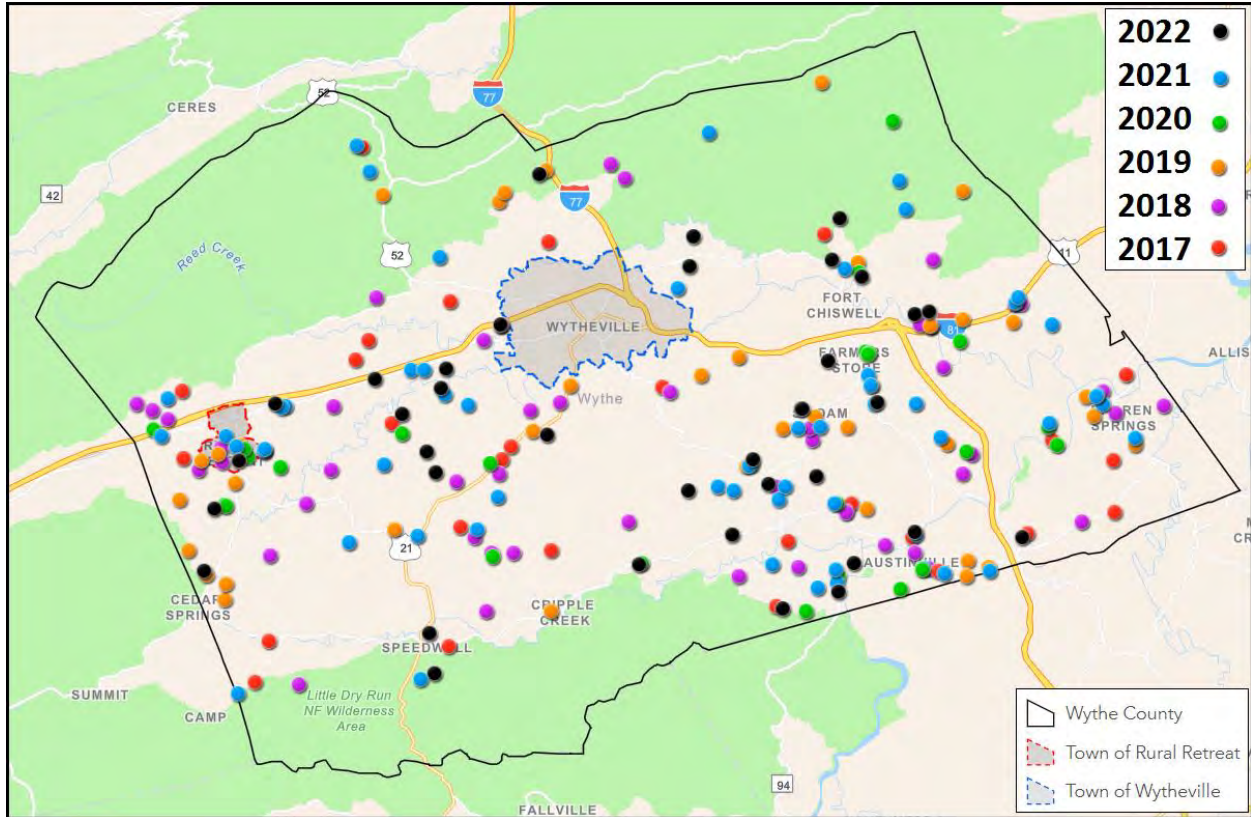 2022
2021
2020
2019
2018
2017
CERES
52
77
42
77
Reed Creek
52
11
FORT
CHISWELL
WYTHEVILLE
81
FARMERS
STORE
ALLIS
Wythe
21
AUSTINVILLE
CEDAR
SPRINGS
CRIPPLE
CREEK
SPEEDWELL
SUMMIT
CAMP
Little Dry Run
NF Wilderness
Area
94
FALLVILLE
Wythe County
Town of Rural Retreat
Town of Wytheville